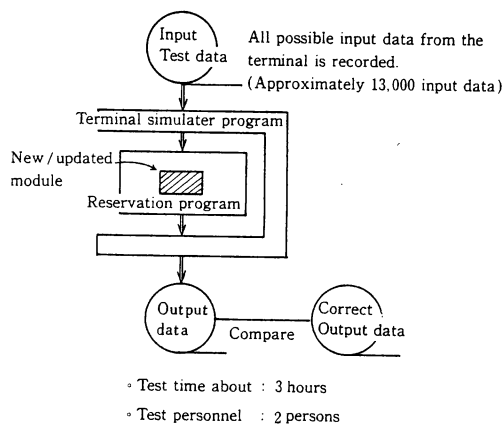 Input
Test data
All possible input data from the
terminal is recorded.
(Approximately 13,000 input data)
Terminal simulater program
New/updated
module
Reservation program
Output
data
Compare
Correct
Output data
◦ Test time about : 3 hours
◦ Test personnel : 2 persons